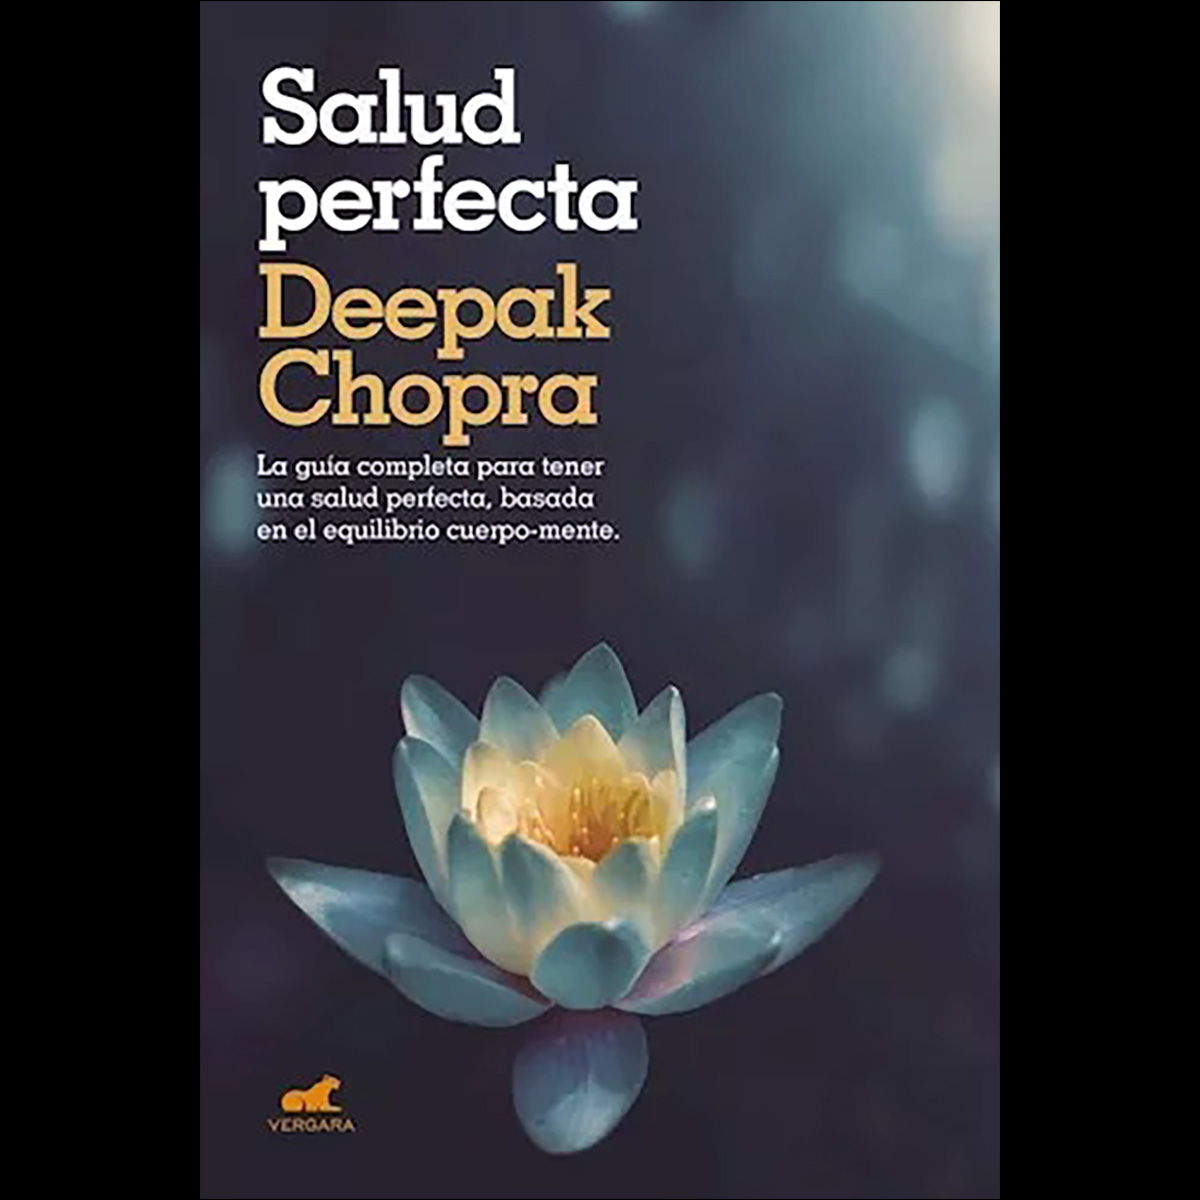 Salud
perfecta
Deepak
Chopra
La guía completa para tener
una salud perfecta, basada
en el equilibrio cuerpo-mente.
VERGARA